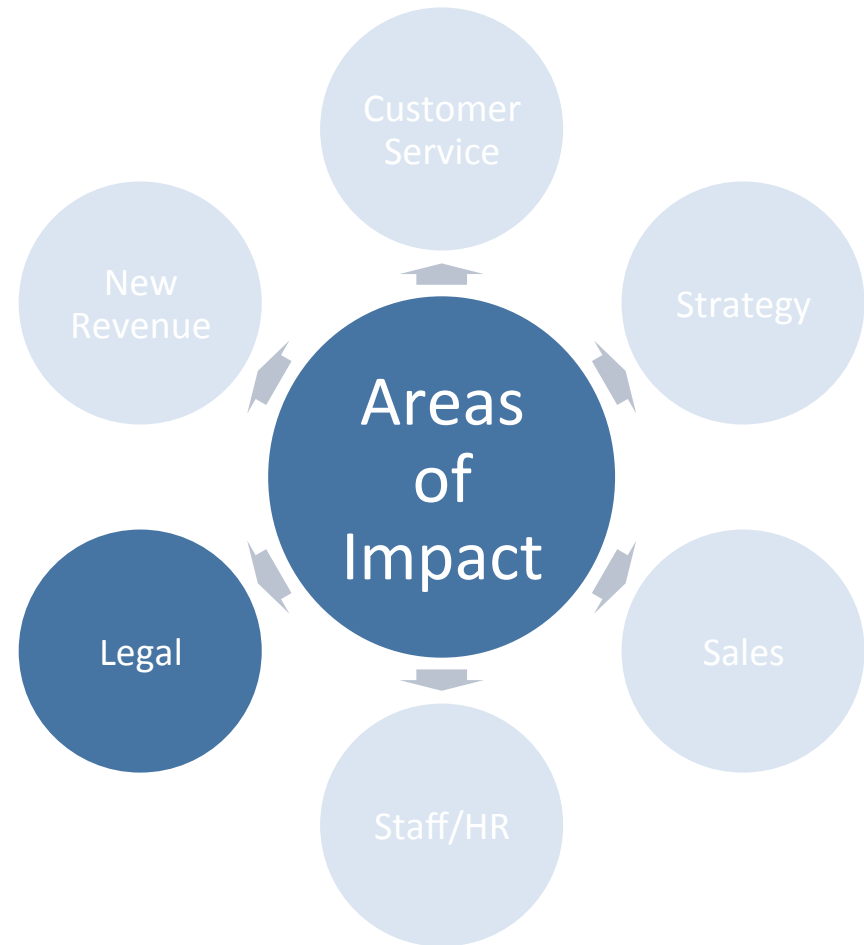 Customer
Service
New
Revenue
Strategy
Areas
of
Impact
Legal
Sales
Staff/HR